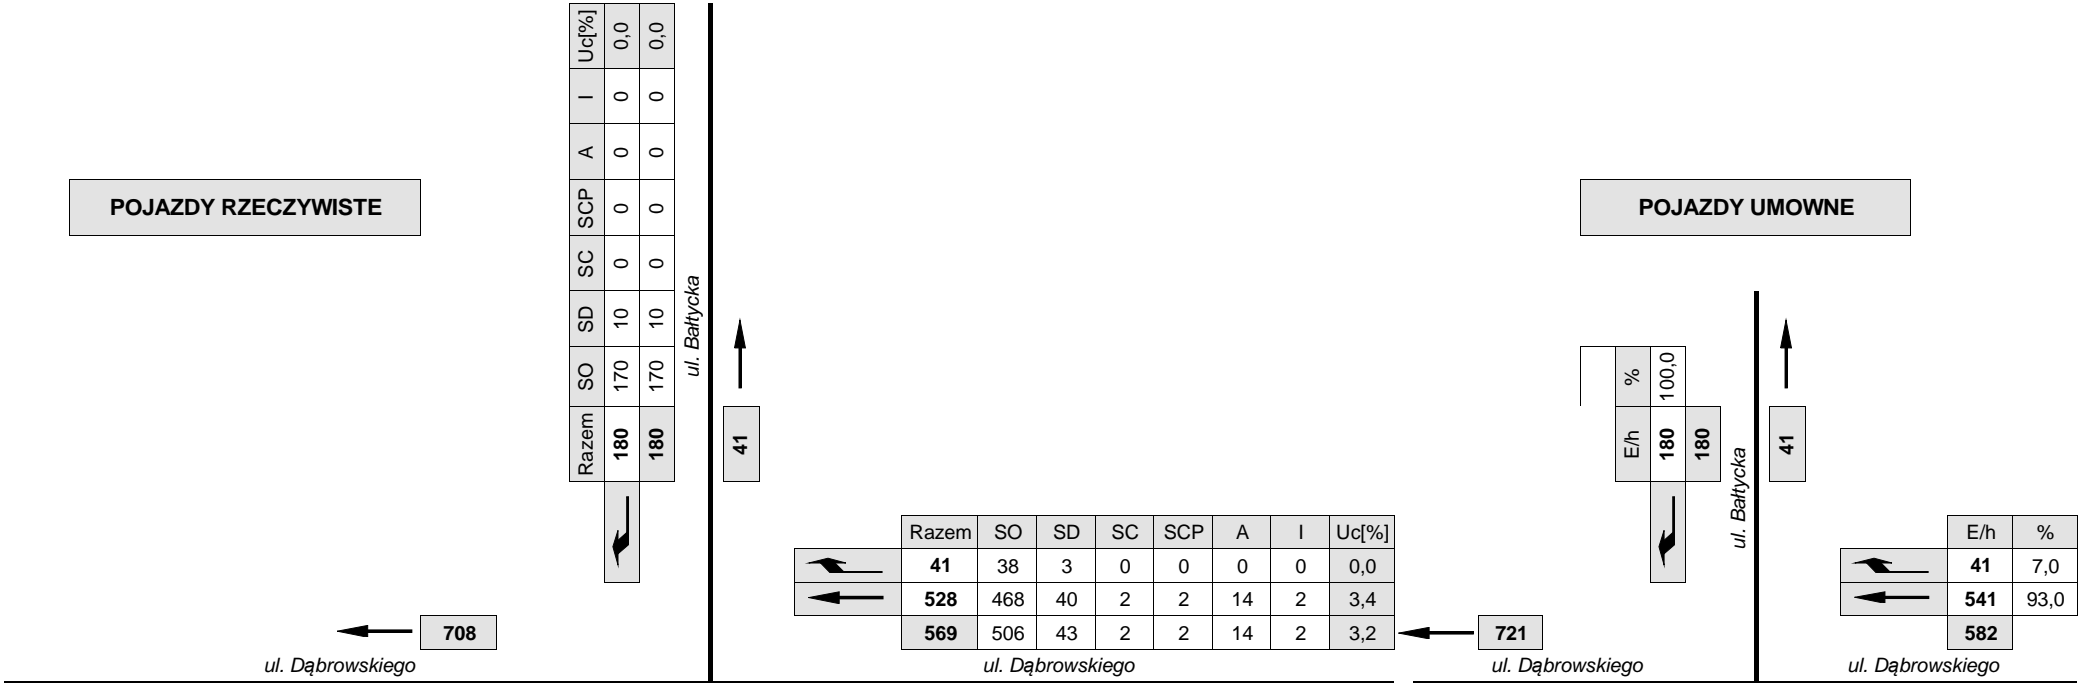 POJAZDY RZECZYWISTE
Uc[%] 0,0 0,0
I 0 0
A 0 0
SCP 0 0
SC 0 0
SD 10 10
SO 170 170
Razem 180 180
ul. Bałtycka
41
708
ul. Dąbrowskiego
Razem SO SD SC SCP A I Uc[%]
41 38 3 0 0 0 0 0,0
528 468 40 2 2 14 2 3,4
569 506 43 2 2 14 2 3,2
ul. Dąbrowskiego
POJAZDY UMOWNE
% 100,0
E/h 180 180
ul. Bałtycka
41
721
ul. Dąbrowskiego
E/h %
41 7,0
541 93,0
582
ul. Dąbrowskiego